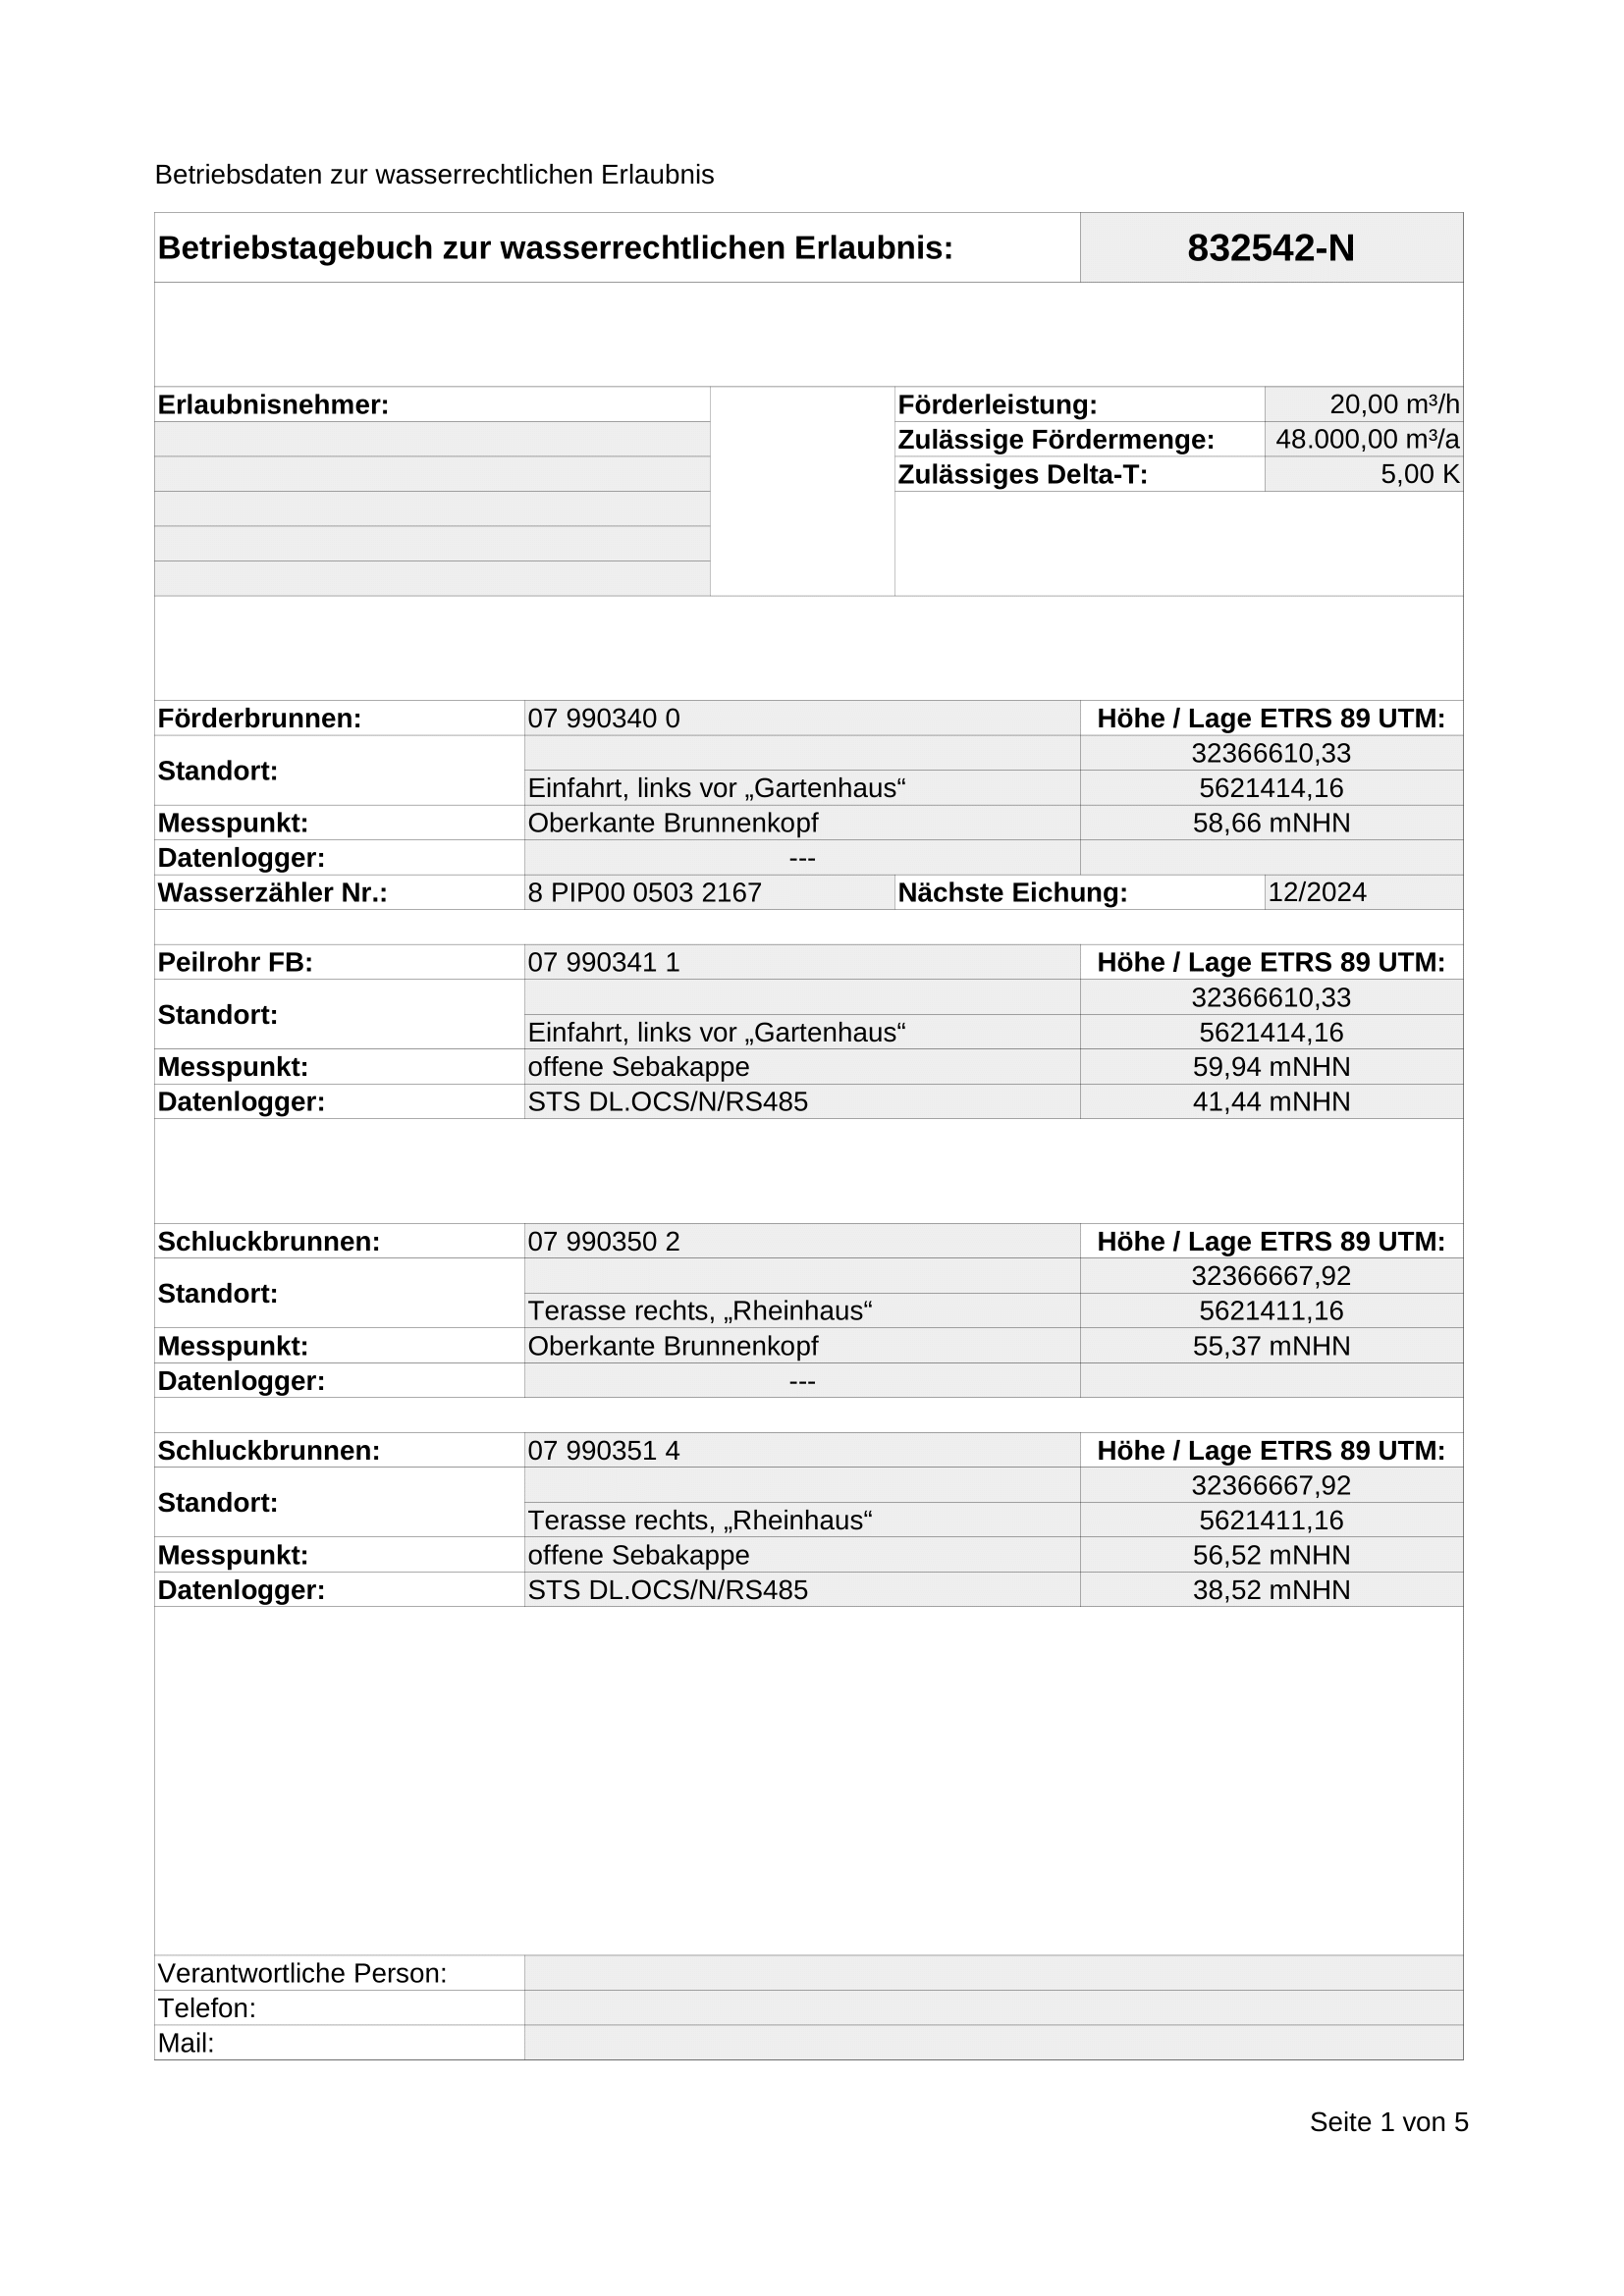 Betriebsdaten zur wasserrechtlichen Erlaubnis
Betriebstagebuch zur wasserrechtlichen Erlaubnis: 832542-N
Erlaubnisnehmer: Förderleistung: 20,00 m³/h
Zulässige Fördermenge: 48.000,00 m³/a
Zulässiges Delta-T: 5,00 K
Förderbrunnen: 07 990340 0 Höhe / Lage ETRS 89 UTM:
Standort: 32366610,33
Einfahrt, links vor „Gartenhaus“ 5621414,16
Messpunkt: Oberkante Brunnenkopf 58,66 mNHN
Datenlogger: ---
Wasserzähler Nr.: 8 PIP00 0503 2167 Nächste Eichung: 12/2024
Peilrohr FB: 07 990341 1 Höhe / Lage ETRS 89 UTM:
Standort: 32366610,33
Einfahrt, links vor „Gartenhaus“ 5621414,16
Messpunkt: offene Sebakappe 59,94 mNHN
Datenlogger: STS DL.OCS/N/RS485 41,44 mNHN
Schluckbrunnen: 07 990350 2 Höhe / Lage ETRS 89 UTM:
Standort: 32366667,92
Terasse rechts, „Rheinhaus“ 5621411,16
Messpunkt: Oberkante Brunnenkopf 55,37 mNHN
Datenlogger: ---
Schluckbrunnen: 07 990351 4 Höhe / Lage ETRS 89 UTM:
Standort: 32366667,92
Terasse rechts, „Rheinhaus“ 5621411,16
Messpunkt: offene Sebakappe 56,52 mNHN
Datenlogger: STS DL.OCS/N/RS485 38,52 mNHN
Verantwortliche Person:
Telefon:
Mail:
Seite 1 von 5